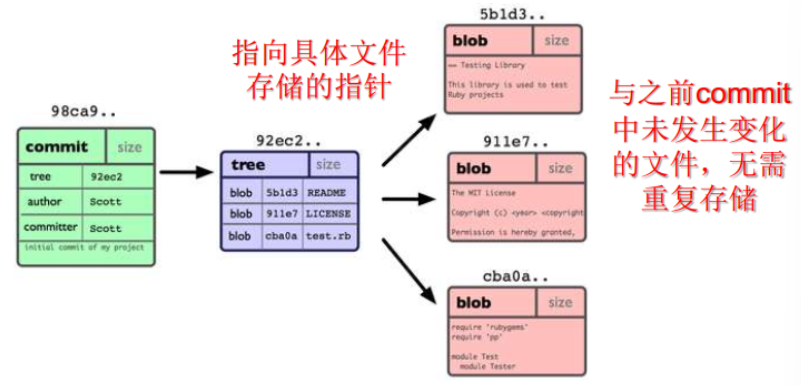 5b1d3..
blob size
== Testing Library
This library is used to test
Ruby projects
指向具体文件
存储的指针
与之前commit
中未发生变化
的文件，无需
重复存储
98ca9..
commit size
tree 92ec2
author Scott
committer Scott
initial commit of my project
92ec2..
tree size
blob 5b1d3 README
blob 911e7 LICENSE
blob cba0a test.rb
911e7..
blob size
The MIT License
Copyright (c) <year> <copyright
Permission is hereby granted,
cba0a..
blob size
require 'rubygems'
require 'pp'
module Test
module Tester